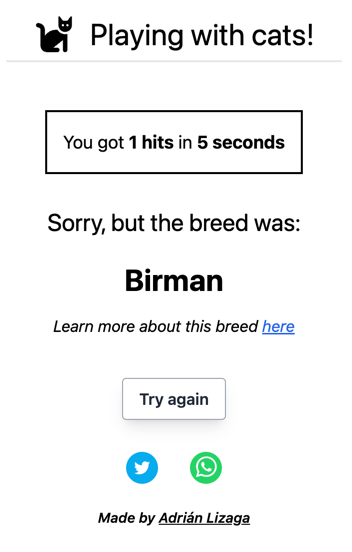 Playing with cats!
You got 1 hits in 5 seconds
Sorry, but the breed was:
Birman
Learn more about this breed here
Try again
Made by Adrián Lizaga